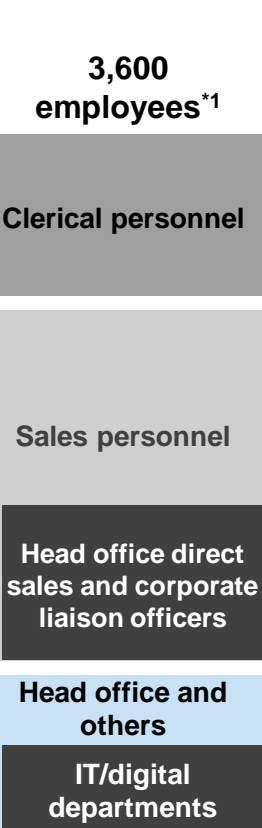 3,600
employees*1
Clerical personnel
Sales personnel
Head office direct
sales and corporate
liaison officers
Head office and
others
IT/digital
departments